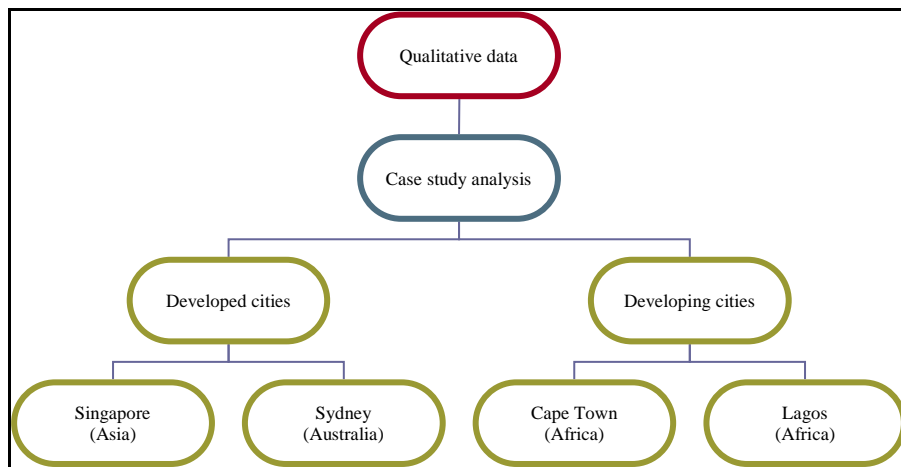 Qualitative data
Case study analysis
Developed cities
Developing cities
Singapore
(Asia)
Sydney
(Australia)
Cape Town
(Africa)
Lagos
(Africa)